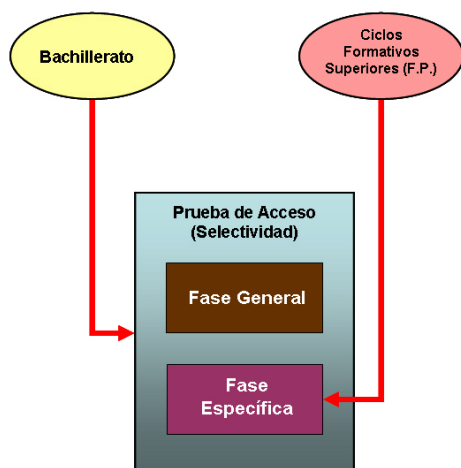 Bachillerato
Ciclos
Formativos
Superiores (F.P.)
Prueba de Acceso
(Selectividad)
Fase General
Fase
Específica